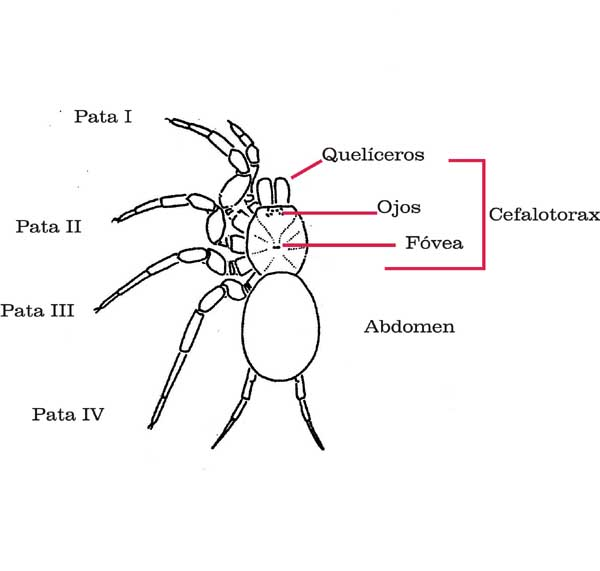 Pata I
Quelíceros
Ojos
Cefalotorax
Pata II
Fóvea
Pata III
Abdomen
Pata IV